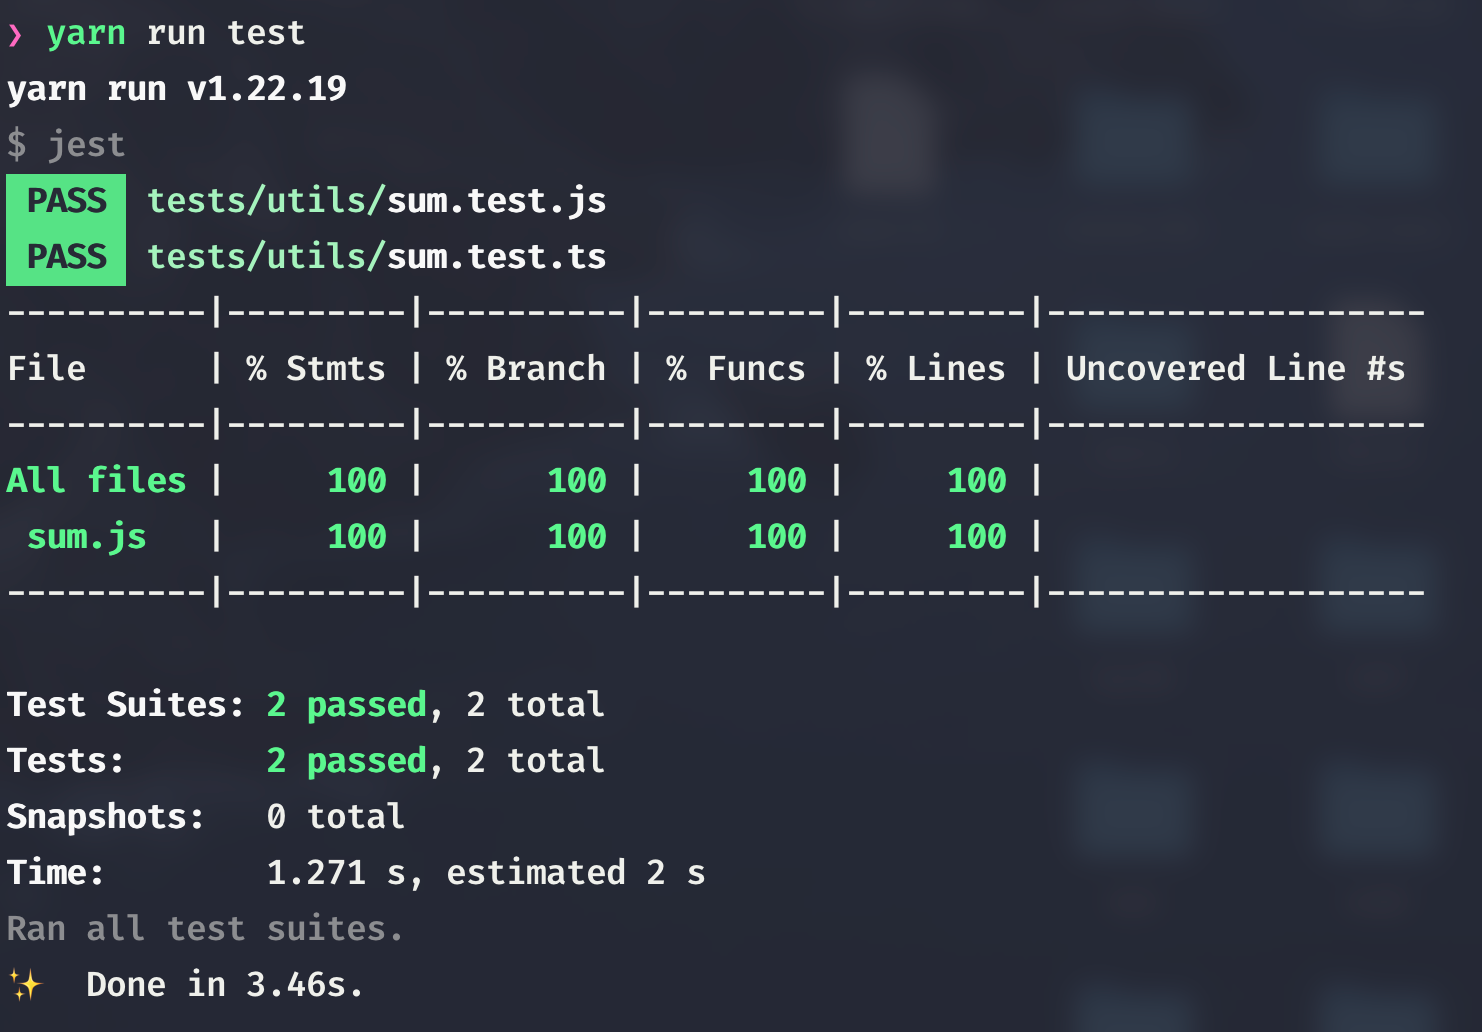 ❯ yarn run test
yarn run v1.22.19
$ jest
PASS tests/utils/sum.test.js
PASS tests/utils/sum.test.ts
----------|---------|----------|---------|---------|-------------------
File      | % Stmts | % Branch | % Funcs | % Lines | Uncovered Line #s
----------|---------|----------|---------|---------|-------------------
All files |     100 |      100 |     100 |     100 |
 sum.js   |     100 |      100 |     100 |     100 |
----------|---------|----------|---------|---------|-------------------
Test Suites: 2 passed, 2 total
Tests:       2 passed, 2 total
Snapshots:   0 total
Time:        1.271 s, estimated 2 s
Ran all test suites.
✨  Done in 3.46s.